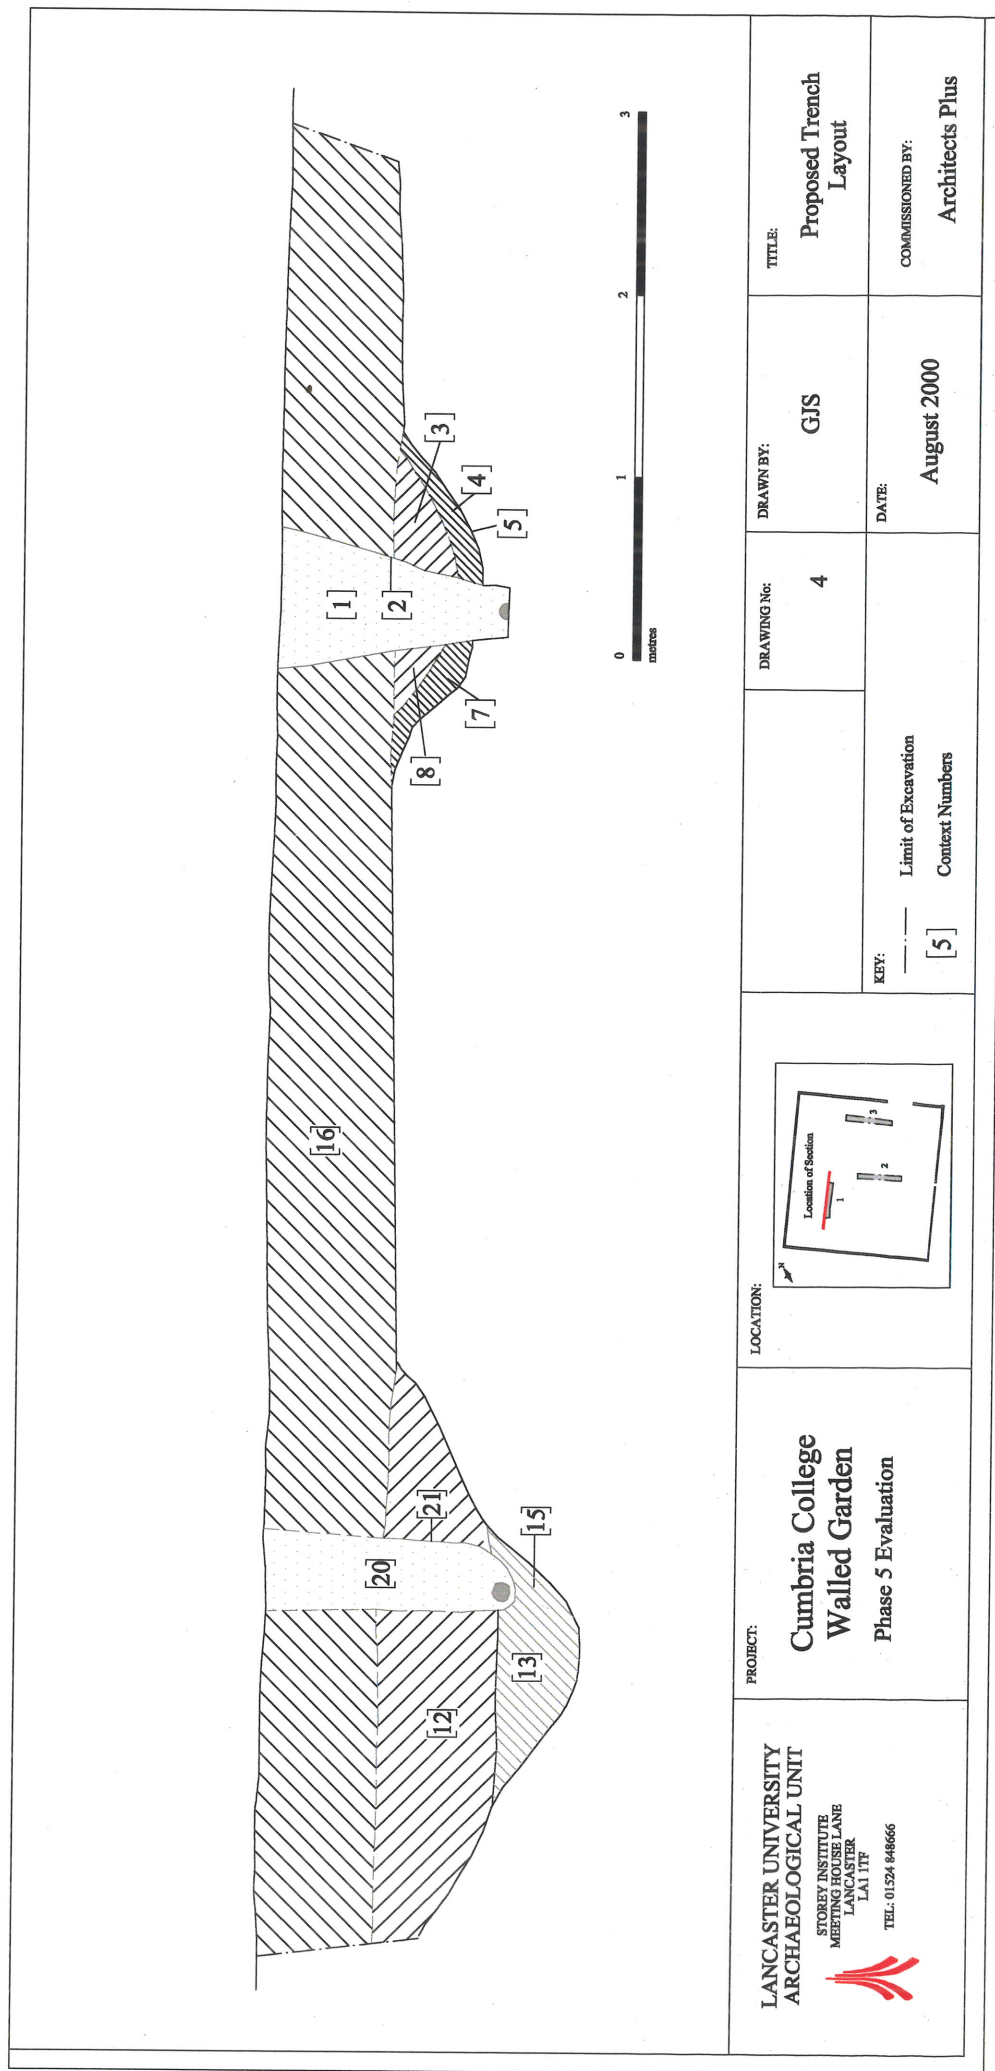 [16]
[1]
[2]
[3]
[4]
[5]
[7]
[8]
[20]
[21]
[12]
[13]
[15]
0
1
2
3
metres
LANCASTER UNIVERSITY
ARCHAEOLOGICAL UNIT
STOREY INSTITUTE
MEETING HOUSE LANE
LANCASTER
LA1 1TF
TEL: 01524 848666
PROJECT:
Cumbria College
Walled Garden
Phase 5 Evaluation
LOCATION:
N
Location of Section
1
2
3
KEY:
Limit of Excavation
[5]
Context Numbers
DRAWING No:
4
DRAWN BY:
GJS
DATE:
August 2000
TITLE:
Proposed Trench
Layout
COMMISSIONED BY:
Architects Plus